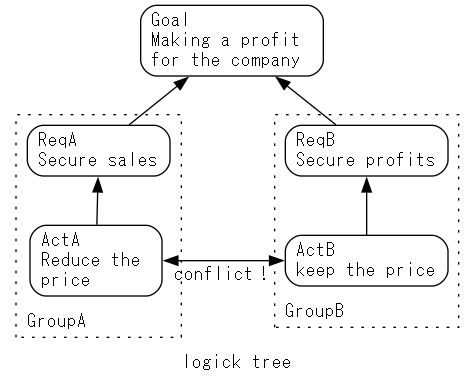 Goal
Making a profit
for the company
ReqA
Secure sales
ReqB
Secure profits
ActA
Reduce the
price
ActB
keep the price
conflict！
GroupA
GroupB
logick tree